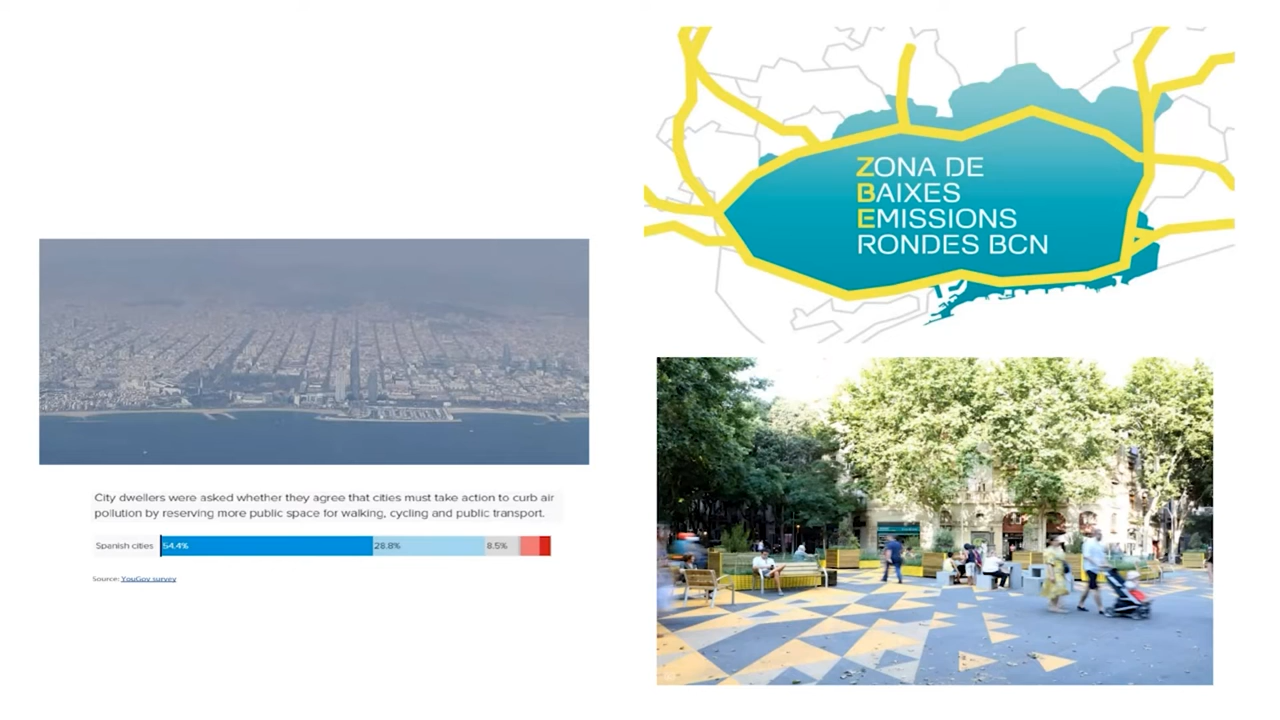 ZONA DE
BAIXES
EMISSIONS
RONDES BCN
City dwellers were asked whether they agree that cities must take action to curb air
pollution by reserving more public space for walking, cycling and public transport.
Spanish cities 54.4% 28.8% 8.5%
Source: YouGov survey